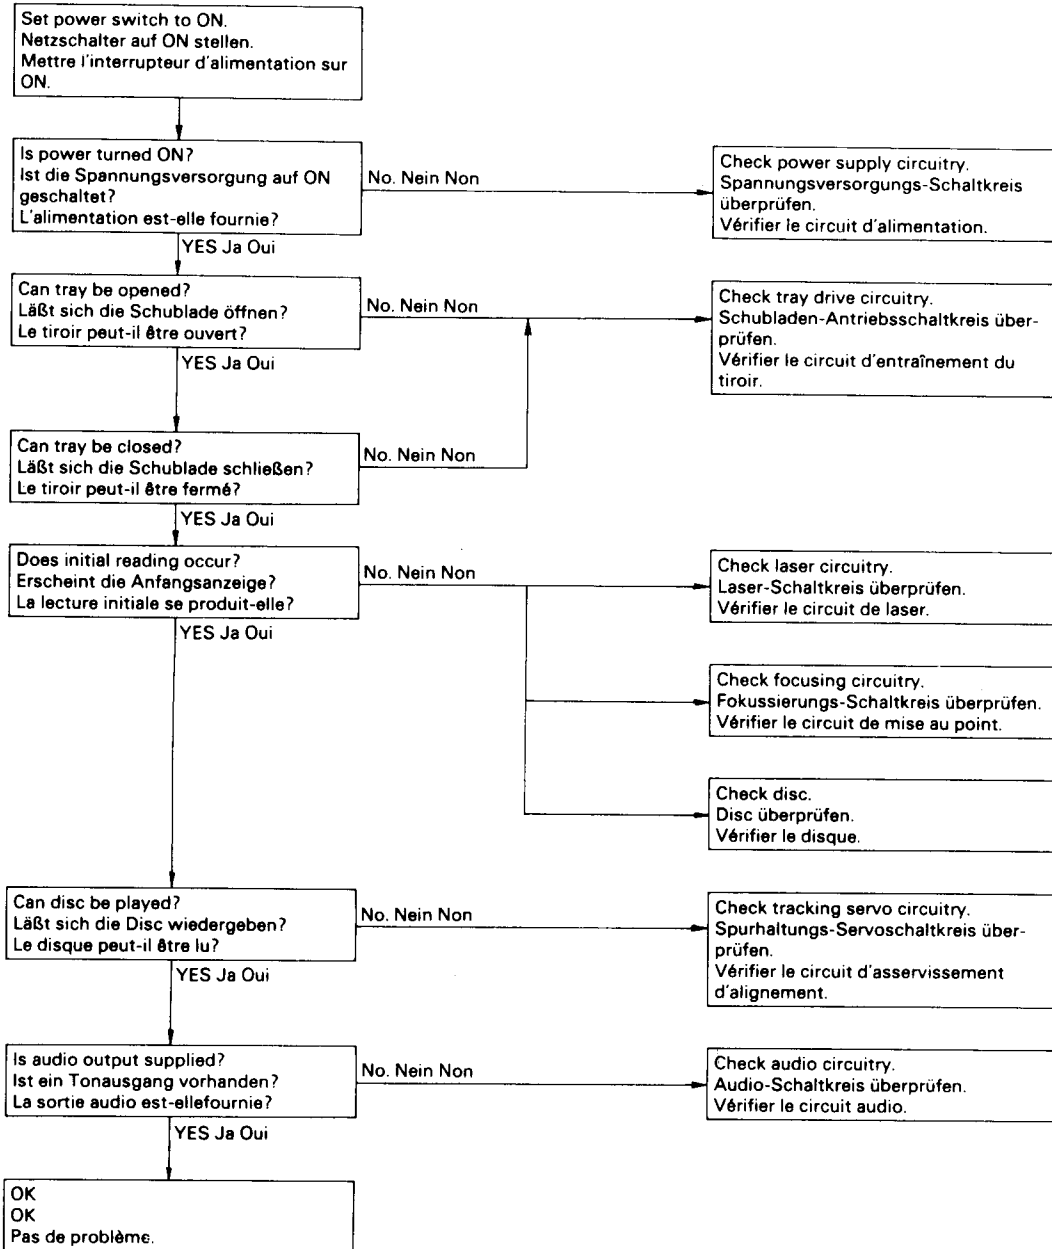 Set power switch to ON.
Netzschalter auf ON stellen.
Mettre l'interrupteur d'alimentation sur
ON.
Is power turned ON?
Ist die Spannungsversorgung auf ON
geschaltet?
L'alimentation est-elle fournie?
No. Nein Non
Check power supply circuitry.
Spannungsversorgungs-Schaltkreis
überprüfen.
Vérifier le circuit d'alimentation.
YES Ja Oui
Can tray be opened?
Läßt sich die Schublade öffnen?
Le tiroir peut-il être ouvert?
No. Nein Non
Check tray drive circuitry.
Schubladen-Antriebsschaltkreis über-
prüfen.
Vérifier le circuit d'entraînement du
tiroir.
YES Ja Oui
Can tray be closed?
Läßt sich die Schublade schließen?
Le tiroir peut-il être fermé?
No. Nein Non
YES Ja Oui
Does initial reading occur?
Erscheint die Anfangsanzeige?
La lecture initiale se produit-elle?
No. Nein Non
Check laser circuitry.
Laser-Schaltkreis überprüfen.
Vérifier le circuit de laser.
YES Ja Oui
Check focusing circuitry.
Fokussierungs-Schaltkreis überprüfen.
Vérifier le circuit de mise au point.
Check disc.
Disc überprüfen.
Vérifier le disque.
Can disc be played?
Läßt sich die Disc wiedergeben?
Le disque peut-il être lu?
No. Nein Non
Check tracking servo circuitry.
Spurhaltungs-Servoschaltkreis über-
prüfen.
Vérifier le circuit d'asservissement
d'alignement.
YES Ja Oui
Is audio output supplied?
Ist ein Tonausgang vorhanden?
La sortie audio est-ellefournie?
No. Nein Non
Check audio circuitry.
Audio-Schaltkreis überprüfen.
Vérifier le circuit audio.
YES Ja Oui
OK
OK
Pas de problème.